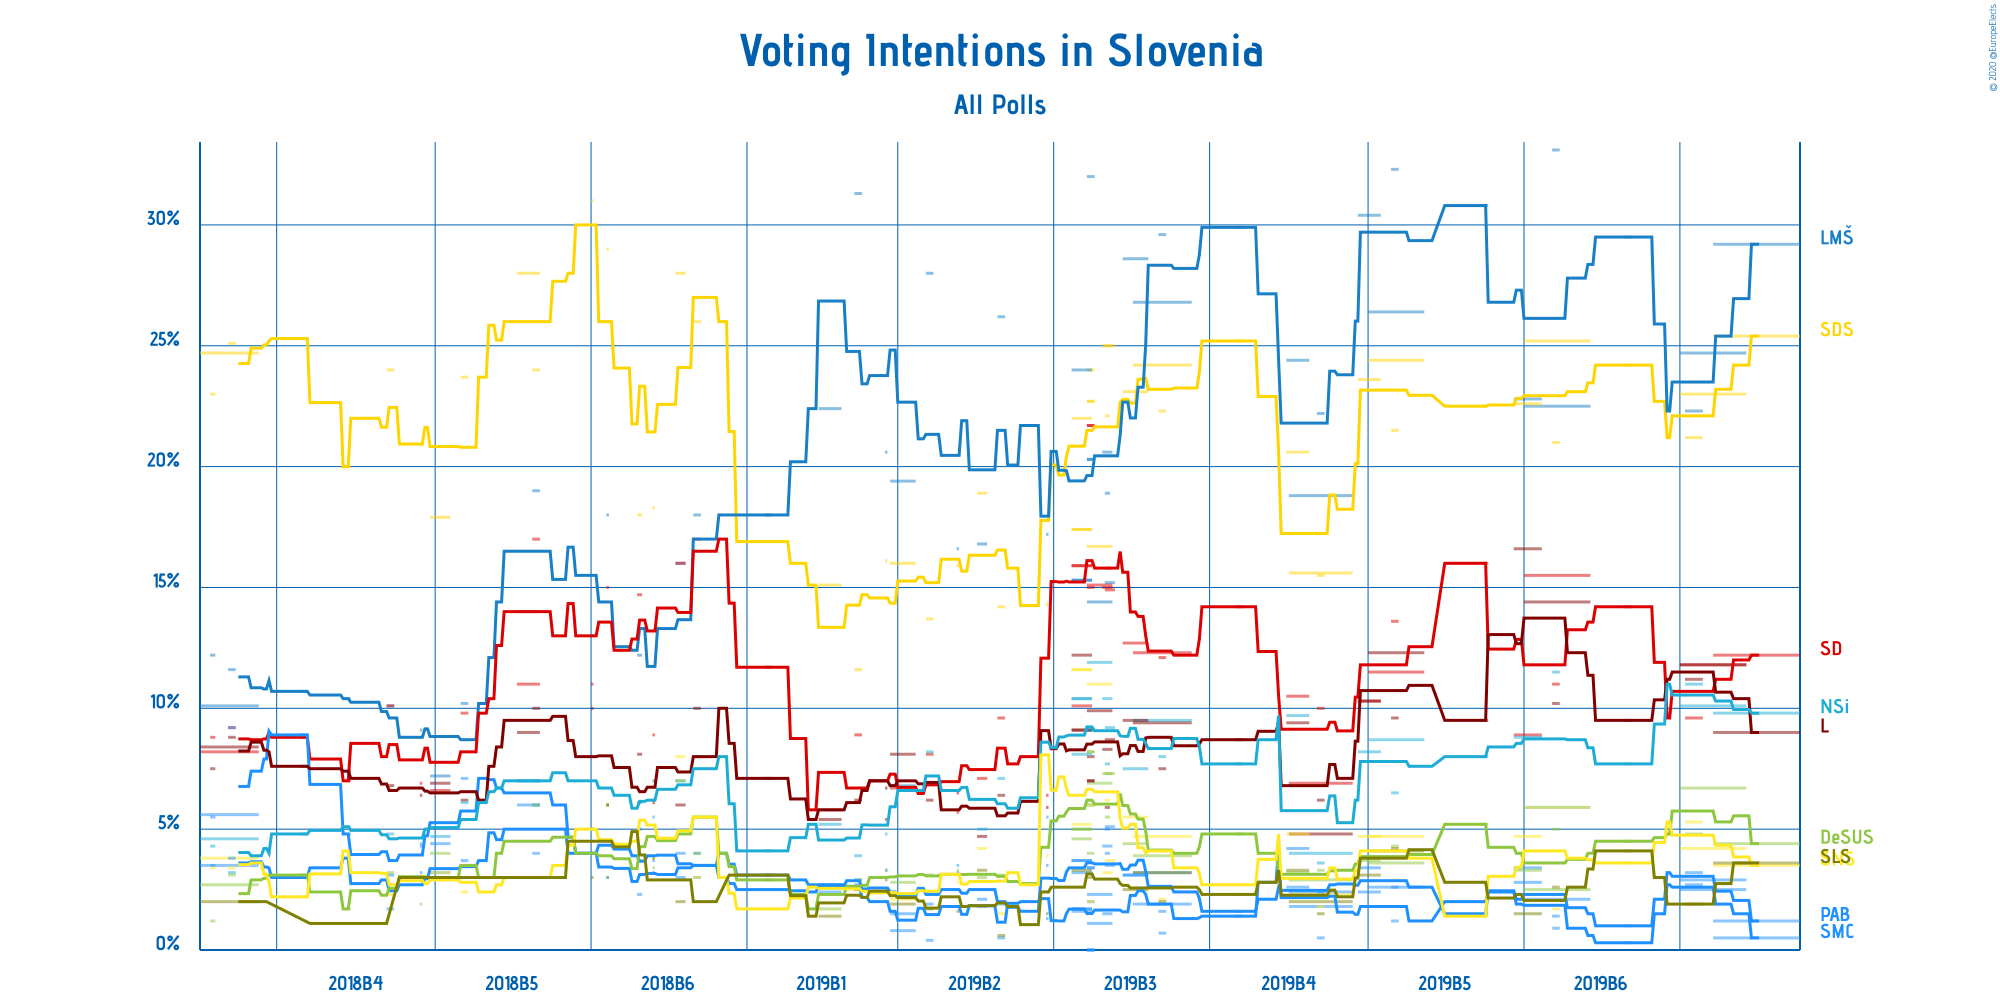 © 2020 @EuropeElects
Voting Intentions in Slovenia
All Polls
30%
25%
20%
15%
10%
5%
0%
LMŠ
SDS
SD
NSi
L
DeSUS
SLS
PAB
SMC
2018B4 2018B5 2018B6 2019B1 2019B2 2019B3 2019B4 2019B5 2019B6